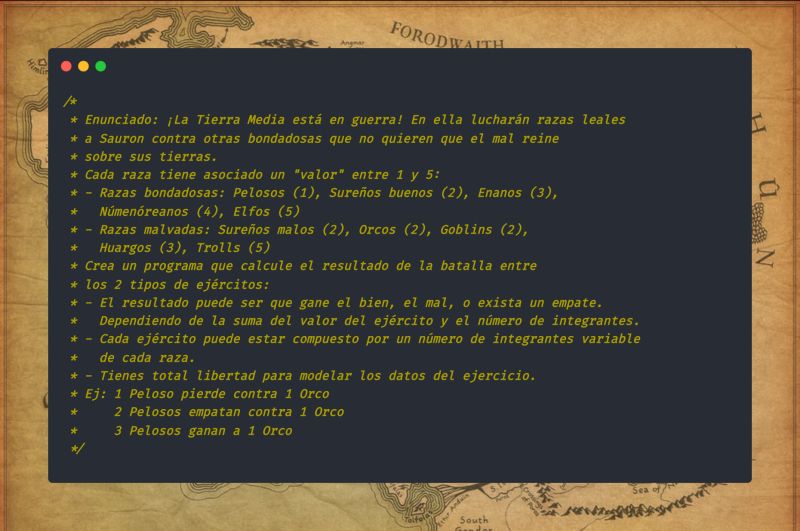 FORODWAITH
Angmar
/*
* Enunciado: ¡La Tierra Media está en guerra! En ella lucharán razas leales
* a Sauron contra otras bondadosas que no quieren que el mal reine
* sobre sus tierras.
* Cada raza tiene asociado un "valor" entre 1 y 5:
* - Razas bondadosas: Pelosos (1), Sureños buenos (2), Enanos (3),
*   Númenóreanos (4), Elfos (5)
* - Razas malvadas: Sureños malos (2), Orcos (2), Goblins (2),
*   Huargos (3), Trolls (5)
* Crea un programa que calcule el resultado de la batalla entre
* los 2 tipos de ejércitos:
* - El resultado puede ser que gane el bien, el mal, o exista un empate.
*   Dependiendo de la suma del valor del ejército y el número de integrantes.
* - Cada ejército puede estar compuesto por un número de integrantes variable
*   de cada raza.
* - Tienes total libertad para modelar los datos del ejercicio.
* Ej: 1 Peloso pierde contra 1 Orco
*     2 Pelosos empatan contra 1 Orco
*     3 Pelosos ganan a 1 Orco
*/
H
Û
N
South
Sea of